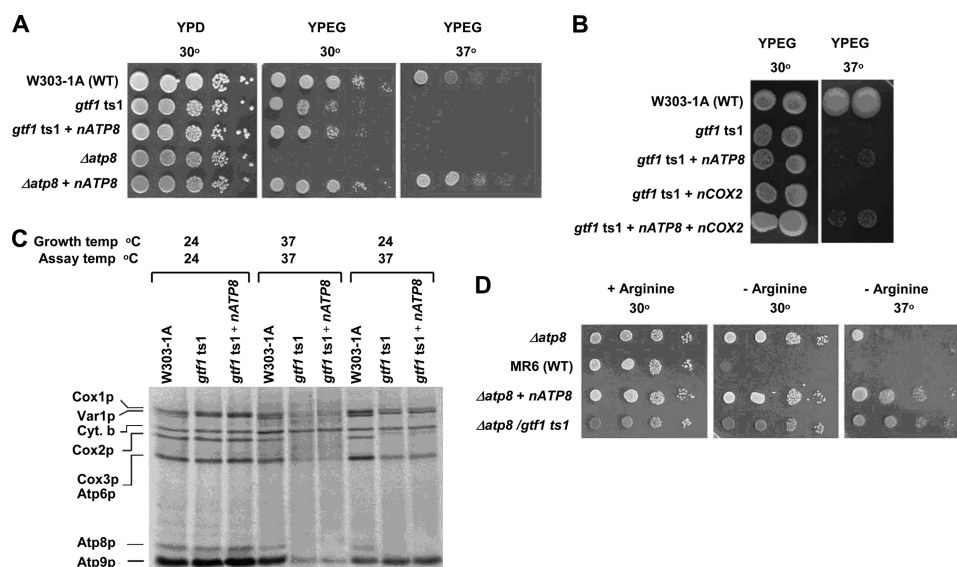 A
YPD YPEG YPEG
30° 30° 37°
W303-1A (WT)
gtf1 ts1
gtf1 ts1 + nATP8
Δatp8
Δatp8 + nATP8
B
YPEG YPEG
30° 37°
W303-1A (WT)
gtf1 ts1
gtf1 ts1 + nATP8
gtf1 ts1 + nCOX2
gtf1 ts1 + nATP8 + nCOX2
C
Growth temp °C 24 37 24
Assay temp °C 24 37 37
W303-1A gtf1 ts1 gtf1 ts1 + nATP8 W303-1A gtf1 ts1 gtf1 ts1 + nATP8 W303-1A gtf1 ts1 gtf1 ts1 + nATP8
Cox1p
Var1p
Cyt. b
Cox2p
Cox3p
Atp6p
Atp8p
Atp9p
D
+ Arginine - Arginine - Arginine
30° 30° 37°
Δatp8
MR6 (WT)
Δatp8 + nATP8
Δatp8 /gtf1 ts1